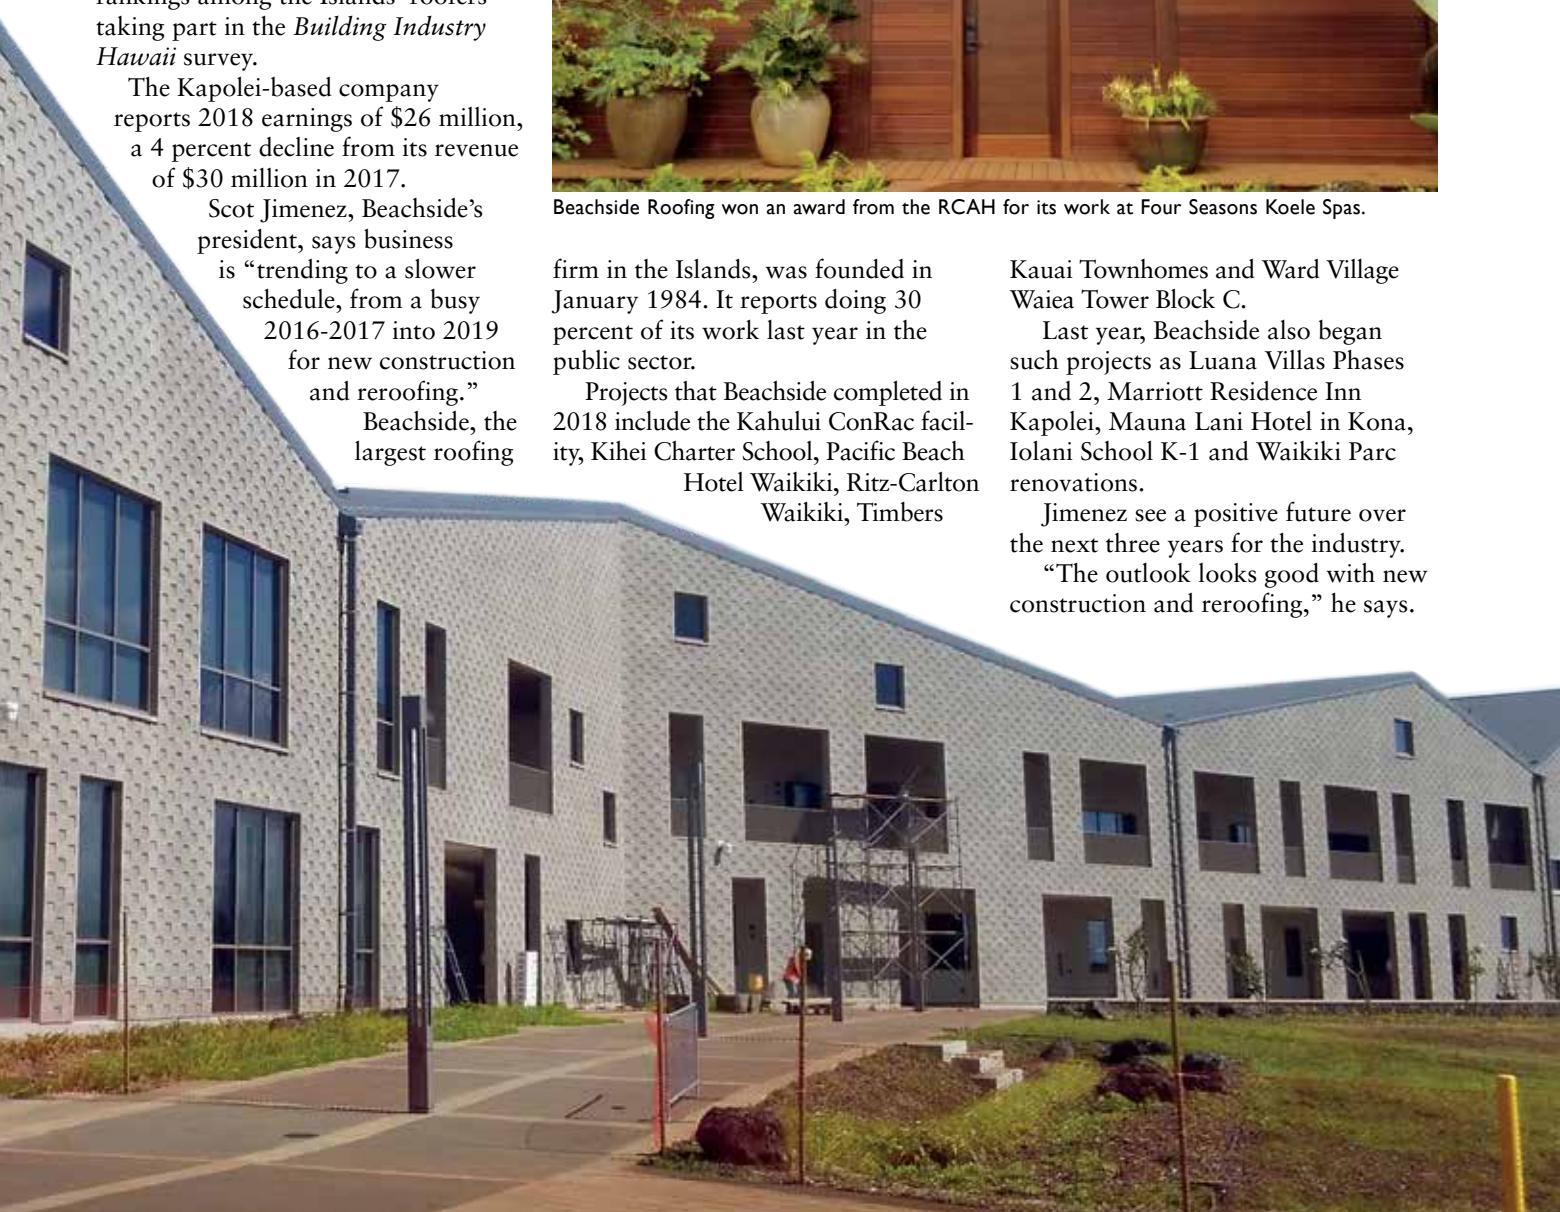 rankings among the Islands' roofers
taking part in the Building Industry
Hawaii survey.
The Kapolei-based company
reports 2018 earnings of $26 million,
a 4 percent decline from its revenue
of $30 million in 2017.
Scot Jimenez, Beachside's
president, says business
is “trending to a slower
schedule, from a busy
2016-2017 into 2019
for new construction
and reroofing.”
Beachside, the
largest roofing
Beachside Roofing won an award from the RCAH for its work at Four Seasons Koele Spas.
firm in the Islands, was founded in
January 1984. It reports doing 30
percent of its work last year in the
public sector.
Projects that Beachside completed in
2018 include the Kahului ConRac facil-
ity, Kihei Charter School, Pacific Beach
Hotel Waikiki, Ritz-Carlton
Waikiki, Timbers
Kauai Townhomes and Ward Village
Waiea Tower Block C.
Last year, Beachside also began
such projects as Luana Villas Phases
1 and 2, Marriott Residence Inn
Kapolei, Mauna Lani Hotel in Kona,
Iolani School K-1 and Waikiki Parc
renovations.
Jimenez see a positive future over
the next three years for the industry.
“The outlook looks good with new
construction and reroofing,” he says.